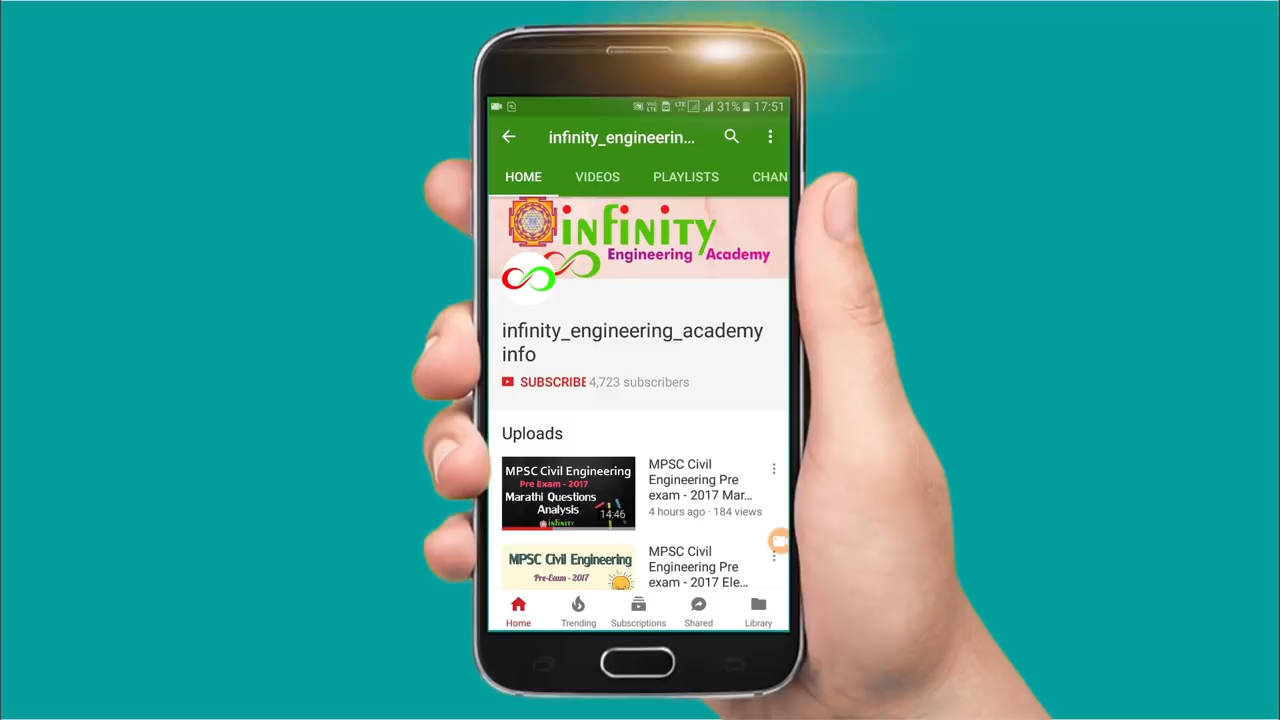 31% 17:51
infinity_engineerin...
HOME VIDEOS PLAYLISTS CHAN
infinity
Engineering Academy
infinity_engineering_academy
info
SUBSCRIBE 4,723 subscribers
Uploads
MPSC Civil Engineering
Pre Exam - 2017
Marathi Questions
Analysis
14:46
infinity
MPSC Civil
Engineering Pre
exam - 2017 Mar...
4 hours ago · 184 views
MPSC Civil Engineering
Pre-Exam - 2017
MPSC Civil
Engineering Pre
exam - 2017 Ele...
Home Trending Subscriptions Shared Library